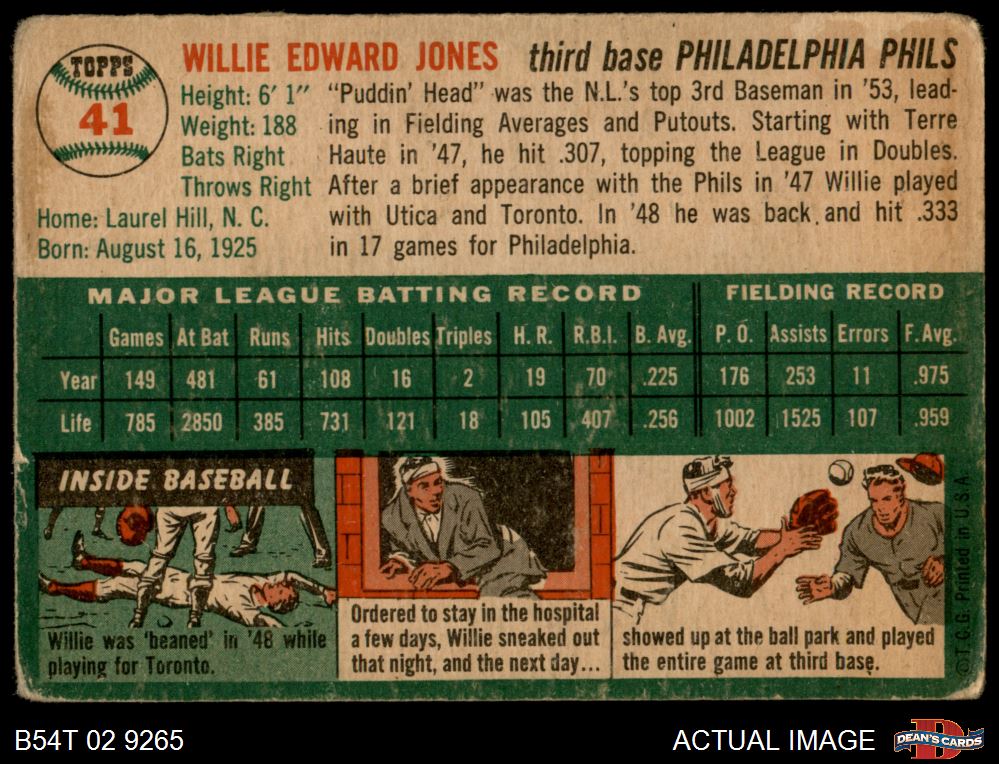 TOPPS
41
WILLIE EDWARD JONES third base PHILADELPHIA PHILS
Height: 6' 1"
Weight: 188
Bats Right
Throws Right
Home: Laurel Hill, N. C.
Born: August 16, 1925
"Puddin' Head" was the N.L.'s top 3rd Baseman in '53, lead-
ing in Fielding Averages and Putouts. Starting with Terre
Haute in '47, he hit .307, topping the League in Doubles.
After a brief appearance with the Phils in '47 Willie played
with Utica and Toronto. In '48 he was back and hit .333
in 17 games for Philadelphia.
MAJOR LEAGUE BATTING RECORD FIELDING RECORD
Games At Bat Runs Hits Doubles Triples H. R. R.B.I. B. Avg. P. O. Assists Errors F. Avg.
Year 149 481 61 108 16 2 19 70 .225 176 253 11 .975
Life 785 2850 385 731 121 18 105 407 .256 1002 1525 107 .959
INSIDE BASEBALL
Willie was 'beaned' in '48 while
playing for Toronto.
Ordered to stay in the hospital
a few days, Willie sneaked out
that night, and the next day...
showed up at the ball park and played
the entire game at third base.
©T.C.G. Printed in U.S.A.
B54T 02 9265
ACTUAL IMAGE
DEAN'S CARDS